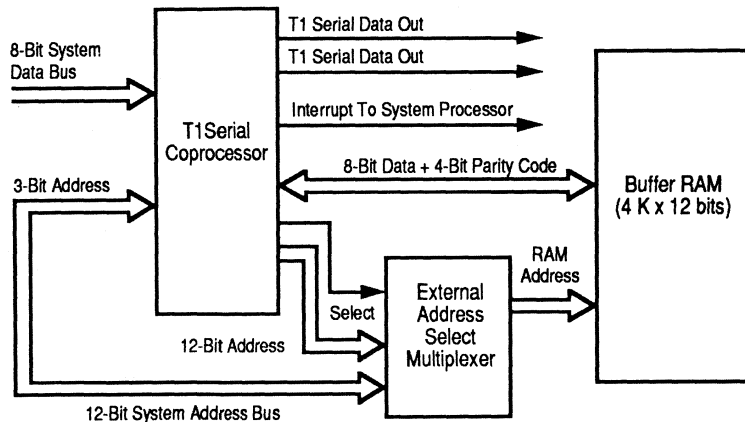 T1 Serial Data Out
8-Bit System
Data Bus
T1 Serial Data Out
Interrupt To System Processor
T1Serial
Coprocessor
8-Bit Data + 4-Bit Parity Code
3-Bit Address
Buffer RAM
(4 K x 12 bits)
RAM
Address
External
Address
Select
Multiplexer
Select
12-Bit Address
12-Bit System Address Bus